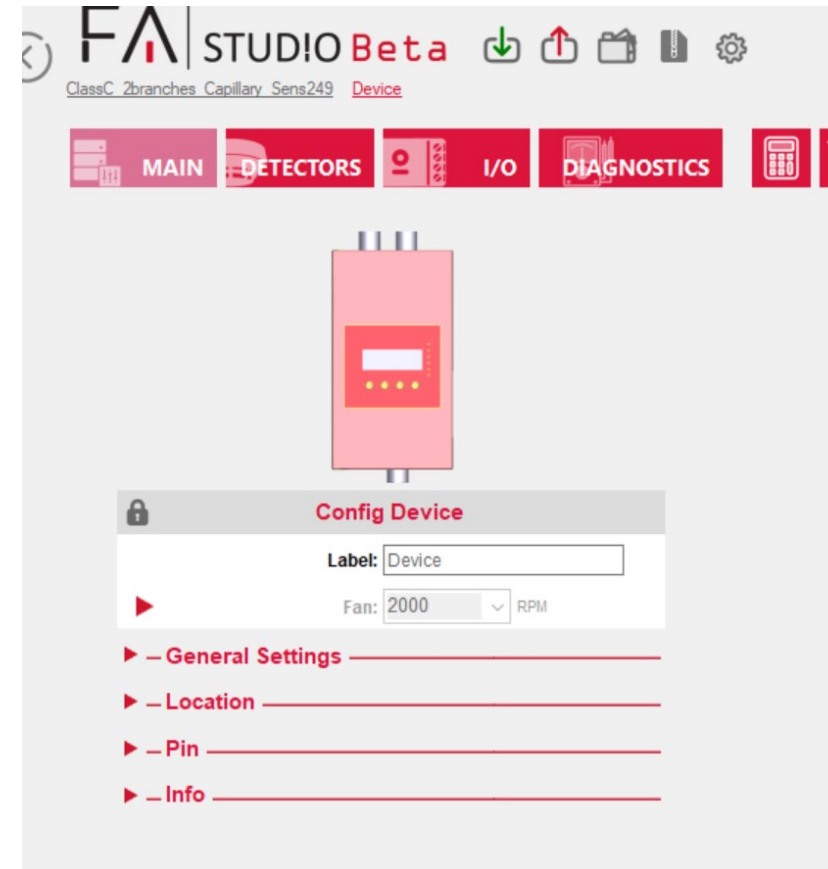 FA STUD!O Beta
ClassC_2branches_Capillary_Sens249 Device
MAIN DETECTORS I/O DIAGNOSTICS
Config Device
Label: Device
Fan: 2000 RPM
General Settings
Location
Pin
Info